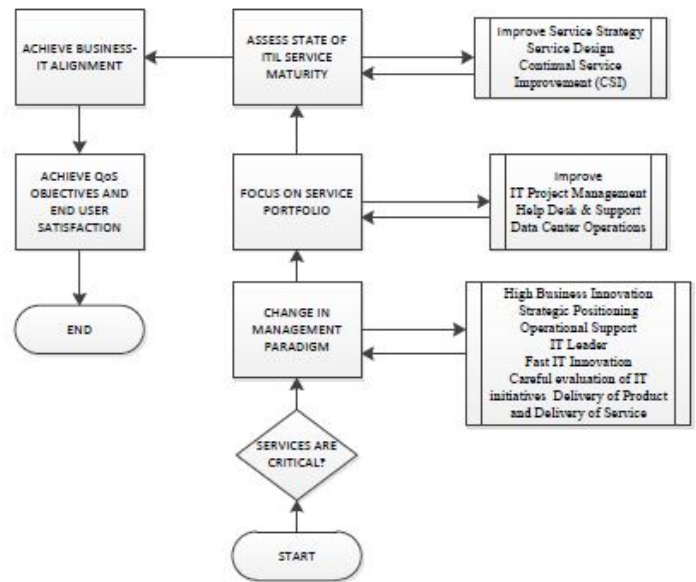 ACHIEVE BUSINESS-
IT ALIGNMENT
ASSESS STATE OF
ITIL SERVICE
MATURITY
Improve Service Strategy
Service Design
Continual Service
Improvement (CSI)
ACHIEVE QoS
OBJECTIVES AND
END USER
SATISFACTION
FOCUS ON SERVICE
PORTFOLIO
Improve
IT Project Management
Help Desk & Support
Data Center Operations
END
CHANGE IN
MANAGEMENT
PARADIGM
High Business Innovation
Strategic Positioning
Operational Support
IT Leader
Fast IT Innovation
Careful evaluation of IT
initiatives Delivery of Product
and Delivery of Service
SERVICES ARE
CRITICAL?
START